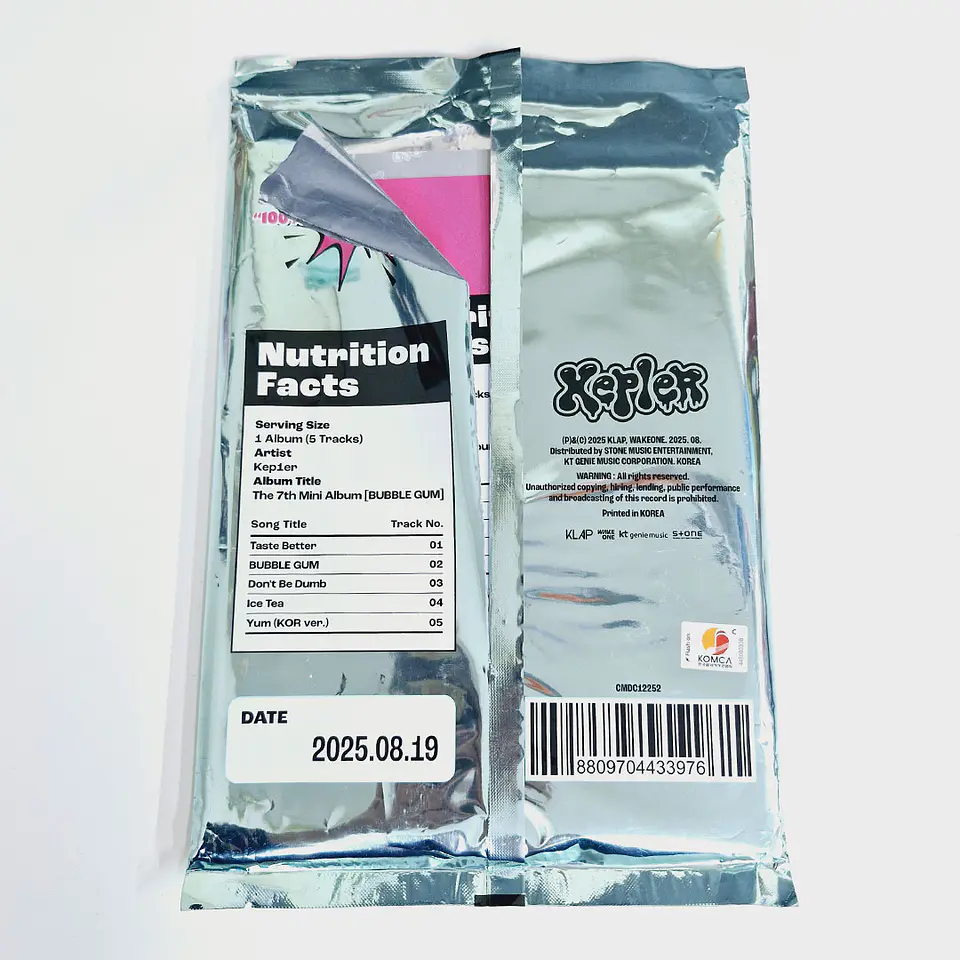 "100
Nutrition
Facts
Serving Size
1 Album (5 Tracks)
Artist
Kep1er
Album Title
The 7th Mini Album [BUBBLE GUM]
Song Title Track No.
Taste Better 01
BUBBLE GUM 02
Don't Be Dumb 03
Ice Tea 04
Yum (KOR ver.) 05
DATE
2025.08.19
Kep1er
(P)&(C) 2025 KLAP, WAKEONE. 2025. 08.
Distributed by STONE MUSIC ENTERTAINMENT,
KT GENIE MUSIC CORPORATION. KOREA
WARNING : All rights reserved.
Unauthorized copying, hiring, lending, public performance
and broadcasting of this record is prohibited.
Printed in KOREA
KLAP WAKE ONE kt geniemusic STONE
KOMCA
CMDC12252
8809704433976